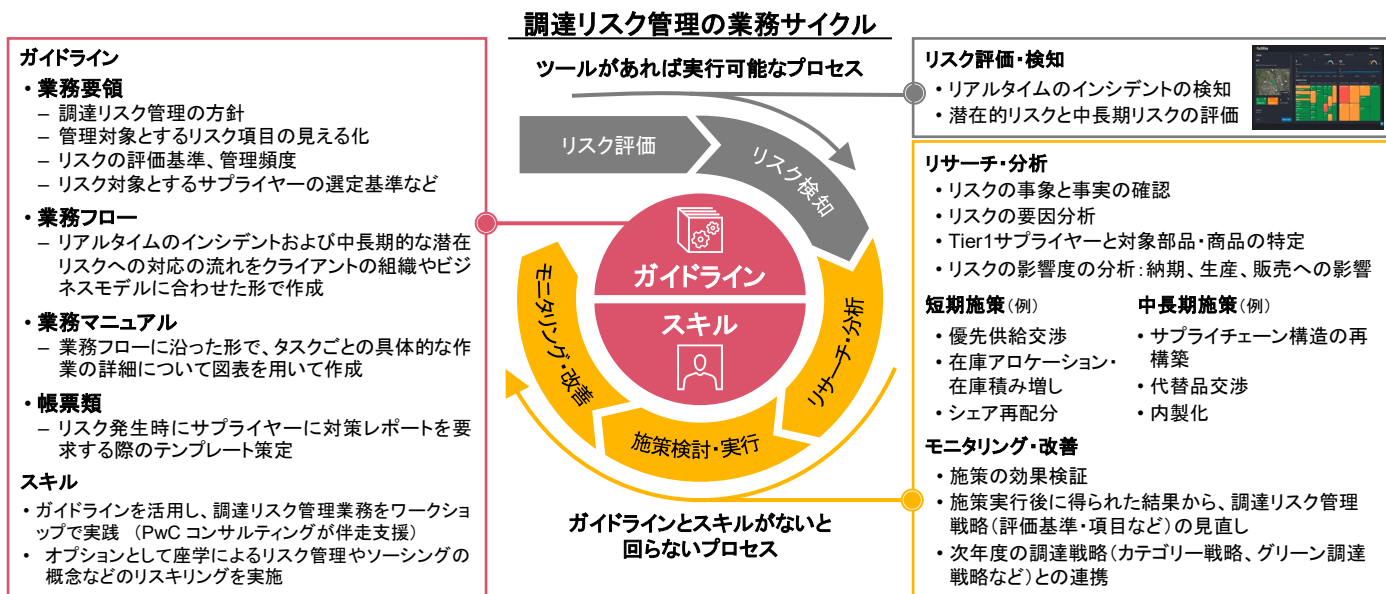 調達リスク管理の業務サイクル
ガイドライン
・業務要領
– 調達リスク管理の方針
– 管理対象とするリスク項目の見える化
– リスクの評価基準、管理頻度
– リスク対象とするサプライヤーの選定基準など
・業務フロー
– リアルタイムのインシデントおよび中長期的な潜在
リスクへの対応の流れをクライアントの組織やビジ
ネスモデルに合わせた形で作成
・業務マニュアル
– 業務フローに沿った形で、タスクごとの具体的な作
業の詳細について図表を用いて作成
・帳票類
– リスク発生時にサプライヤーに対策レポートを要
求する際のテンプレート策定
スキル
・ガイドラインを活用し、調達リスク管理業務をワークショ
ップで実践 （PwC コンサルティングが伴走支援）
• オプションとして座学によるリスク管理やソーシングの
概念などのリスキリングを実施
ツールがあれば実行可能なプロセス
リスク評価
リスク検知
リサーチ・分析
施策検討・実行
モニタリング・改善
ガイドライン
スキル
ガイドラインとスキルがないと
回らないプロセス
リスク評価・検知
・リアルタイムのインシデントの検知
・潜在的リスクと中長期リスクの評価
リサーチ・分析
・リスクの事象と事実の確認
・リスクの要因分析
・Tier1サプライヤーと対象部品・商品の特定
・リスクの影響度の分析：納期、生産、販売への影響
短期施策（例）
・優先供給交渉
・在庫アロケーション・
在庫積み増し
・シェア再配分
中長期施策（例）
・サプライチェーン構造の再
構築
・代替品交渉
・内製化
モニタリング・改善
・施策の効果検証
・施策実行後に得られた結果から、調達リスク管理
戦略（評価基準・項目など）の見直し
・次年度の調達戦略（カテゴリー戦略、グリーン調達
戦略など）との連携